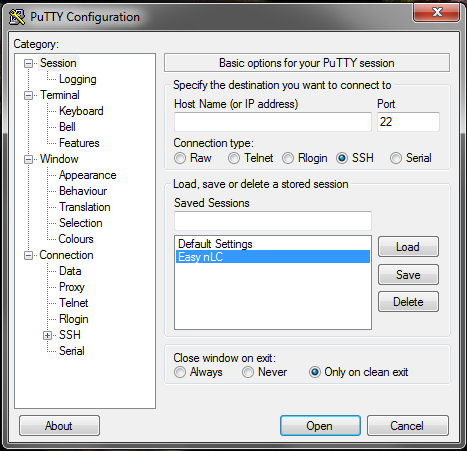 PuTTY Configuration
Category:
Session
Logging
Terminal
Keyboard
Bell
Features
Window
Appearance
Behaviour
Translation
Selection
Colours
Connection
Data
Proxy
Telnet
Rlogin
SSH
Serial
Basic options for your PuTTY session
Specify the destination you want to connect to
Host Name (or IP address) Port
22
Connection type:
Raw Telnet Rlogin SSH Serial
Load, save or delete a stored session
Saved Sessions
Default Settings
Easy nLC
Load
Save
Delete
Close window on exit:
Always Never Only on clean exit
About Open Cancel